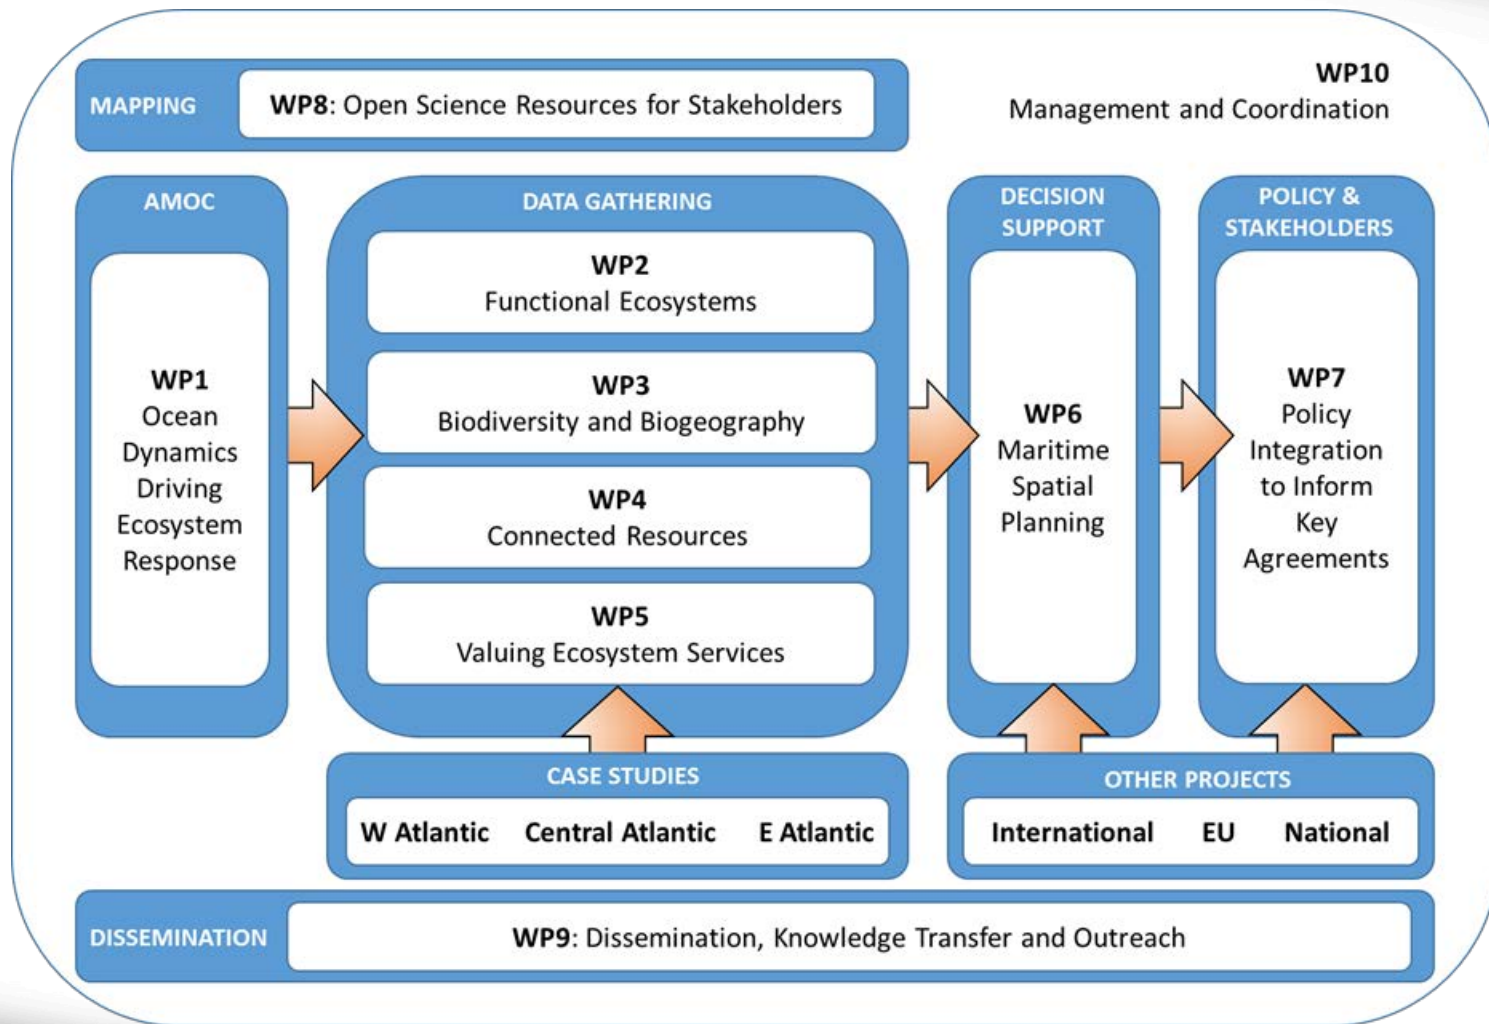 MAPPING
WP8: Open Science Resources for Stakeholders
WP10
Management and Coordination
AMOC
WP1
Ocean
Dynamics
Driving
Ecosystem
Response
DATA GATHERING
WP2
Functional Ecosystems
WP3
Biodiversity and Biogeography
WP4
Connected Resources
WP5
Valuing Ecosystem Services
DECISION
SUPPORT
WP6
Maritime
Spatial
Planning
POLICY &
STAKEHOLDERS
WP7
Policy
Integration
to Inform
Key
Agreements
CASE STUDIES
W Atlantic Central Atlantic E Atlantic
OTHER PROJECTS
International EU National
DISSEMINATION
WP9: Dissemination, Knowledge Transfer and Outreach